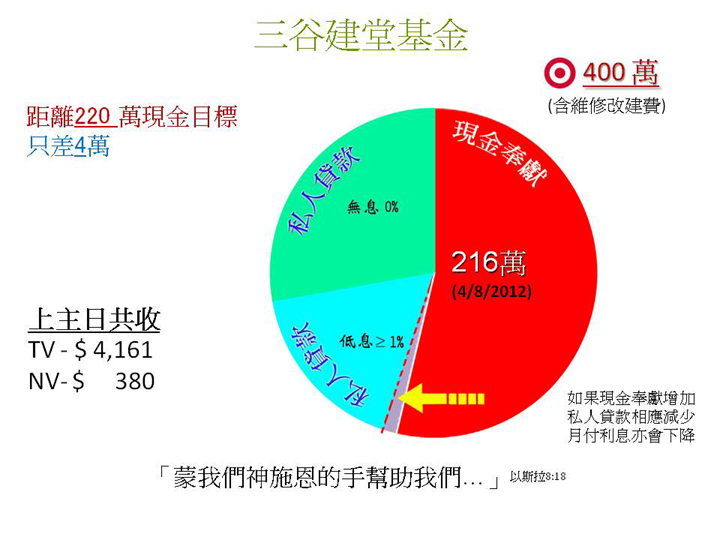 三谷建堂基金
400 萬
(含維修改建費)
距離220 萬現金目標
只差4萬
現金奉獻
私人貸款
無息 0%
216萬
(4/8/2012)
上主日共收
TV - $ 4,161
NV- $ 380
低息≥1%
私人貸款
如果現金奉獻增加
私人貸款相應減少
月付利息亦會下降
「蒙我們神施恩的手幫助我們…」以斯拉8:18